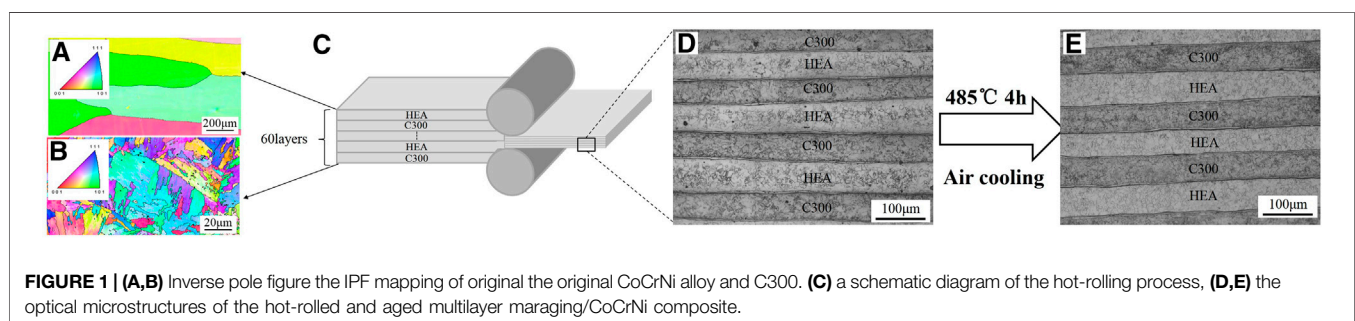 A
111
001 101
200μm
B
111
001 101
20μm
C
60layers
HEA
C300
HEA
C300
D
C300
HEA
C300
HEA
C300
HEA
C300
100μm
485℃ 4h
Air cooling
E
C300
HEA
C300
HEA
C300
HEA
100μm
FIGURE 1 | (A,B) Inverse pole figure the IPF mapping of original the original CoCrNi alloy and C300. (C) a schematic diagram of the hot-rolling process, (D,E) the
optical microstructures of the hot-rolled and aged multilayer maraging/CoCrNi composite.